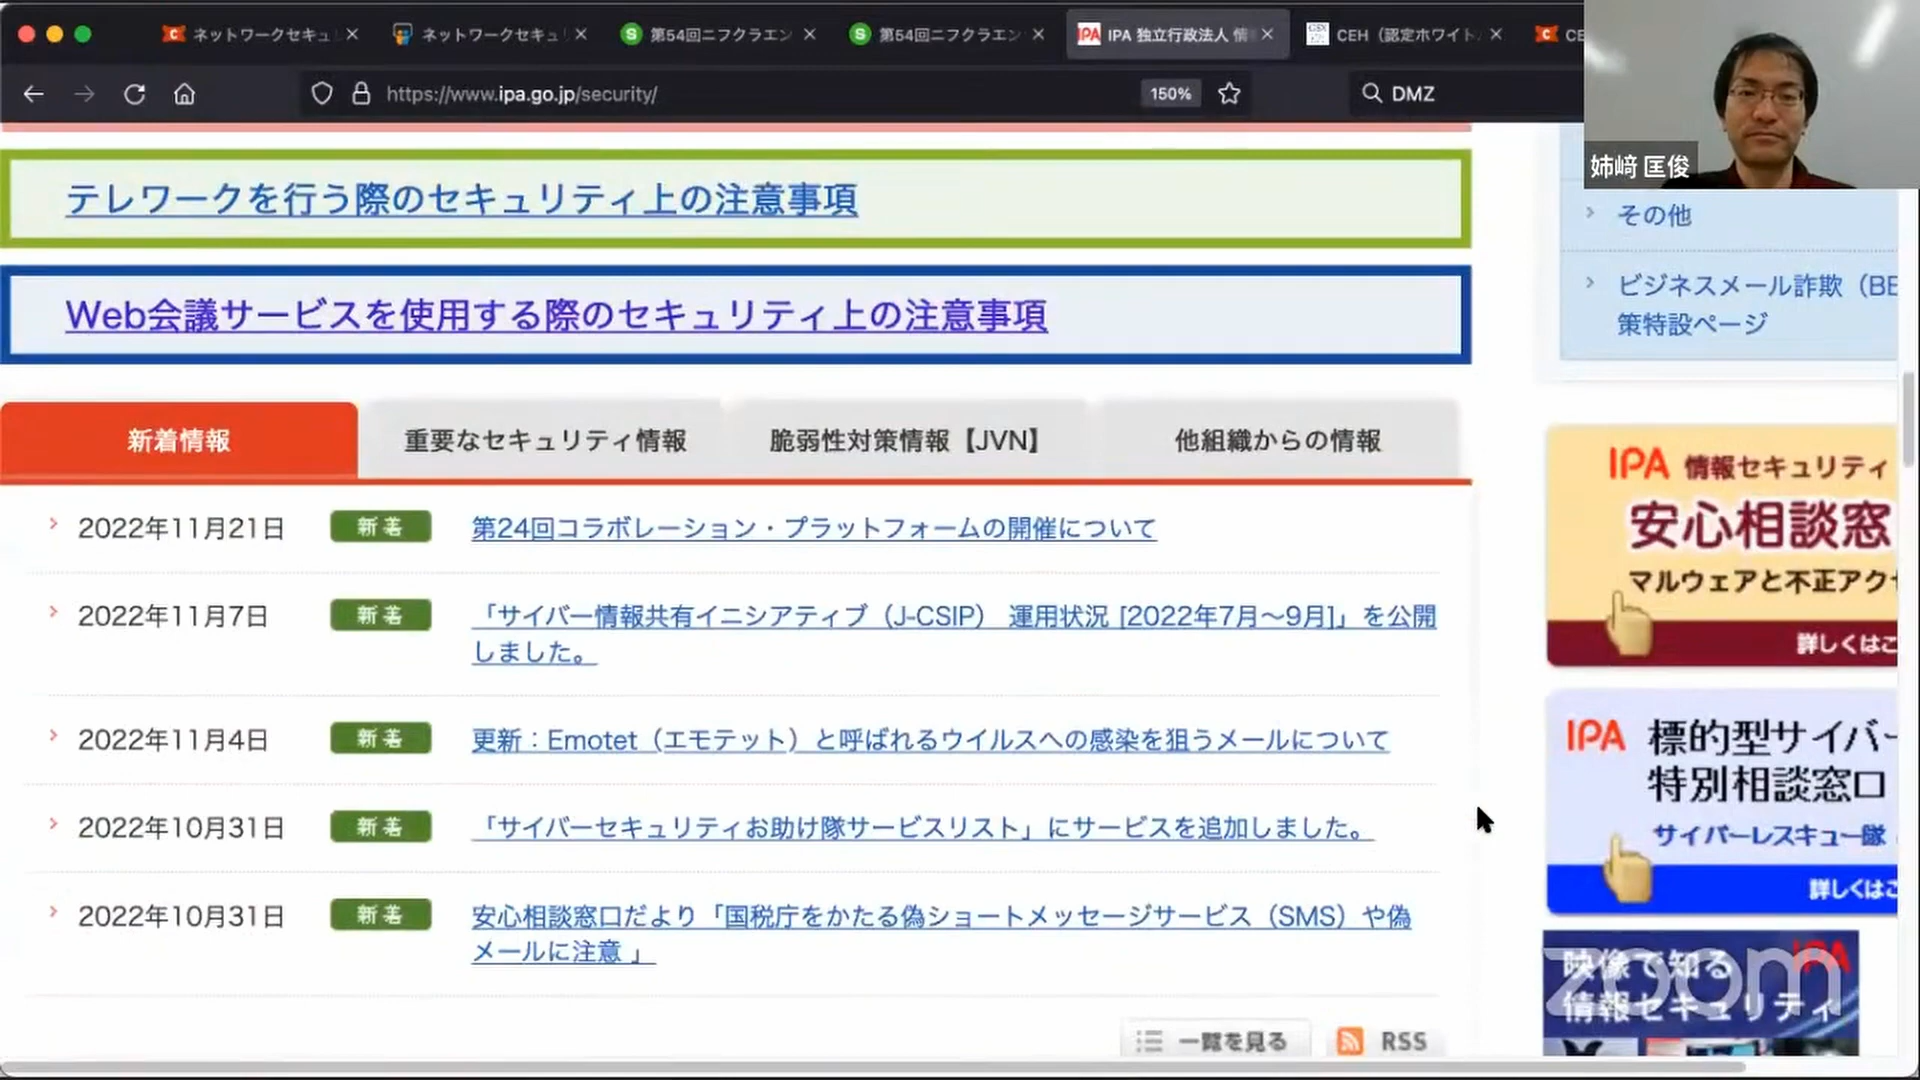 ネットワークセキュ
ネットワークセキュ
第54回ニフクラエン
第54回ニフクラエン
IPA 独立行政法人 情
CEH（認定ホワイト
CE
https://www.ipa.go.jp/security/
150%
DMZ
姉﨑 匡俊
テレワークを行う際のセキュリティ上の注意事項
Web会議サービスを使用する際のセキュリティ上の注意事項
その他
ビジネスメール詐欺（BE
策特設ページ
新着情報
重要なセキュリティ情報
脆弱性対策情報【JVN】
他組織からの情報
2022年11月21日 新着 第24回コラボレーション・プラットフォームの開催について
2022年11月7日 新着 「サイバー情報共有イニシアティブ（J-CSIP） 運用状況 [2022年7月～9月]」を公開
しました。
2022年11月4日 新着 更新：Emotet（エモテット）と呼ばれるウイルスへの感染を狙うメールについて
2022年10月31日 新着 「サイバーセキュリティお助け隊サービスリスト」にサービスを追加しました。
2022年10月31日 新着 安心相談窓口だより「国税庁をかたる偽ショートメッセージサービス（SMS）や偽
メールに注意 」
一覧を見る
RSS
IPA 情報セキュリティ
安心相談窓
マルウェアと不正アク
詳しくはこ
IPA 標的型サイバー
特別相談窓口
サイバーレスキュー隊
詳しくはこ
映像で知る
情報セキュリティ
IPA
zoom